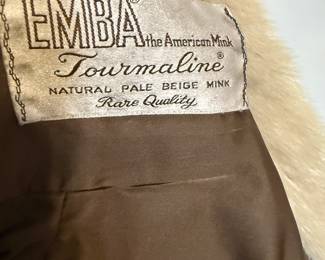 EMBA® the American Mink
Tourmaline®
NATURAL PALE BEIGE MINK
Rare Quality